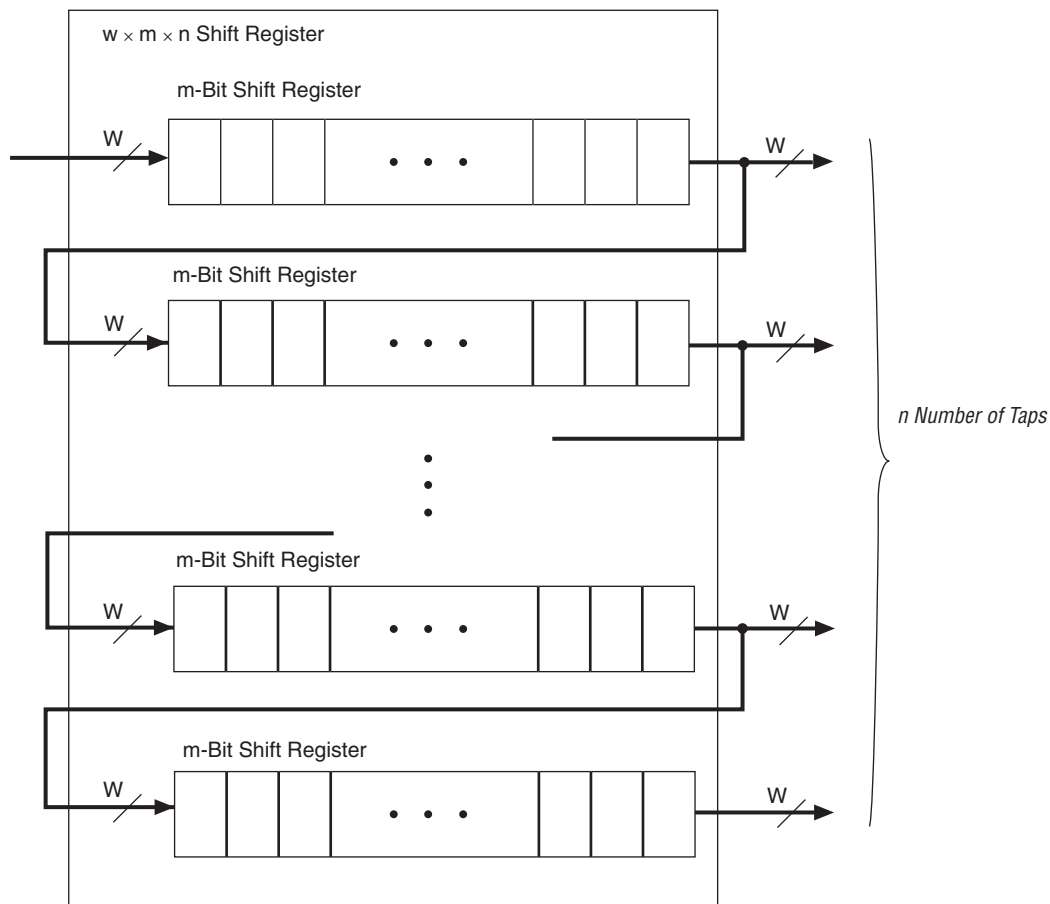 w × m × n Shift Register
m-Bit Shift Register
W
W
m-Bit Shift Register
W
W
n Number of Taps
m-Bit Shift Register
W
W
m-Bit Shift Register
W
W